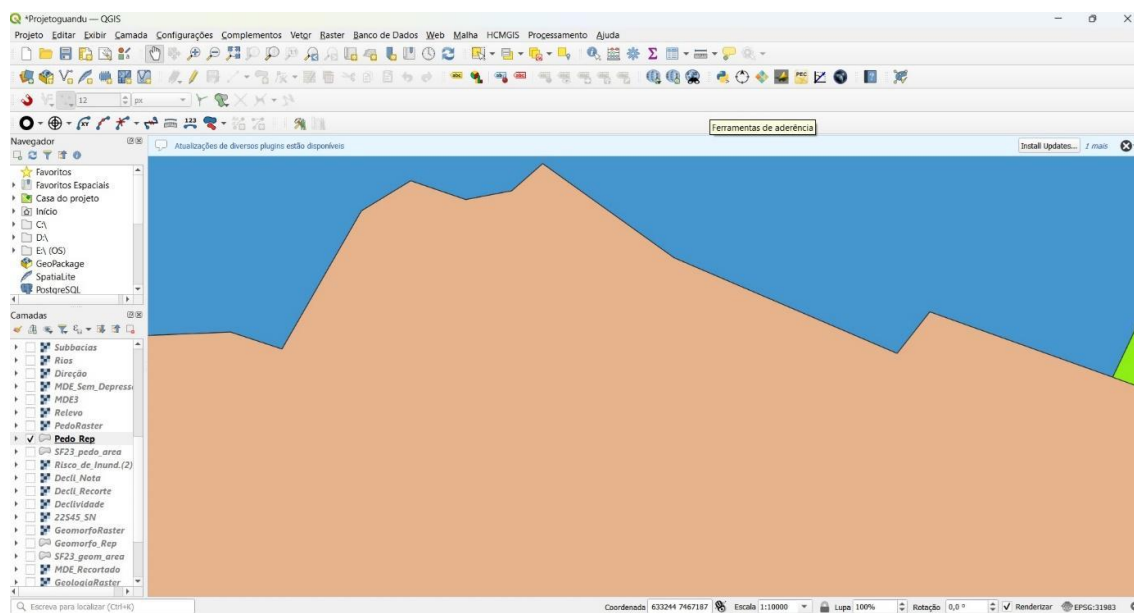 *Projetoguandu — QGIS
Projeto Editar Exibir Camada Configurações Complementos Vetor Raster Banco de Dados Web Malha HCMGIS Processamento Ajuda
12 px
123
Ferramentas de aderência
Navegador
Atualizações de diversos plugins estão disponíveis
Install Updates... 1 mais
Favoritos
Favoritos Espaciais
Casa do projeto
Início
C:\
D:\
E:\ (OS)
GeoPackage
SpatiaLite
PostgreSQL
Camadas
Subbacias
Rios
Direção
MDE_Sem_Depress
MDE3
Relevo
PedoRaster
Pedo_Rep
SF23_pedo_area
Risco_de_Inund.(2)
Decli_Nota
Decli_Recorte
Declividade
22S45_SN
GeomorfoRaster
Geomorfo_Rep
SF23_geom_area
MDE_Recortado
GeologiaRaster
Escreva para localizar (Ctrl+K)
Coordenada 633244 7467187 Escala 1:10000 Lupa 100% Rotação 0,0 ° Renderizar EPSG:31983